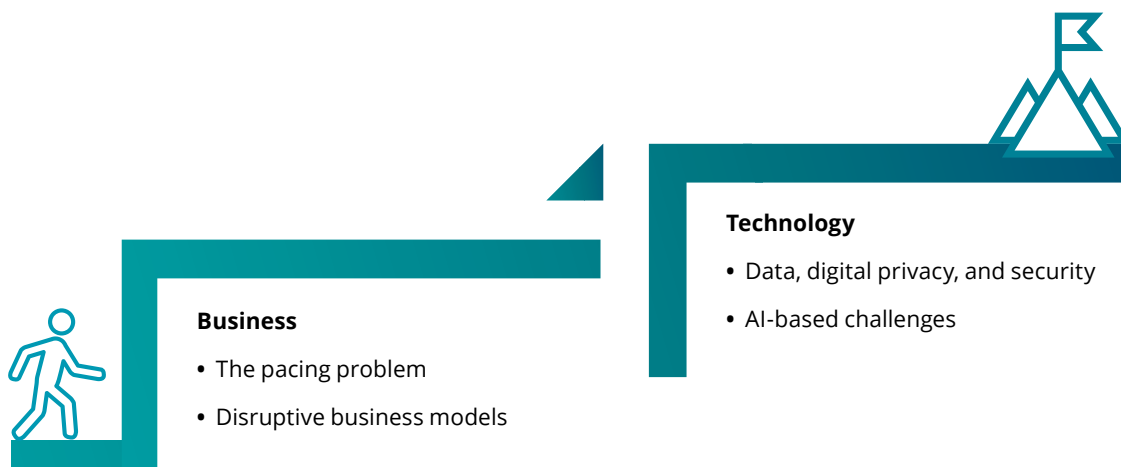 Business
• The pacing problem
• Disruptive business models
Technology
• Data, digital privacy, and security
• AI-based challenges